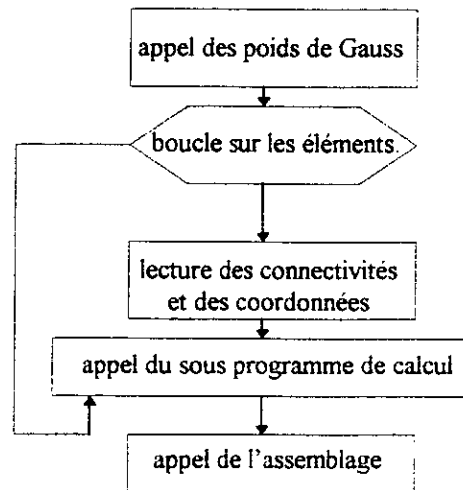 appel des poids de Gauss
boucle sur les éléments.
lecture des connectivités
et des coordonnées
appel du sous programme de calcul
appel de l'assemblage